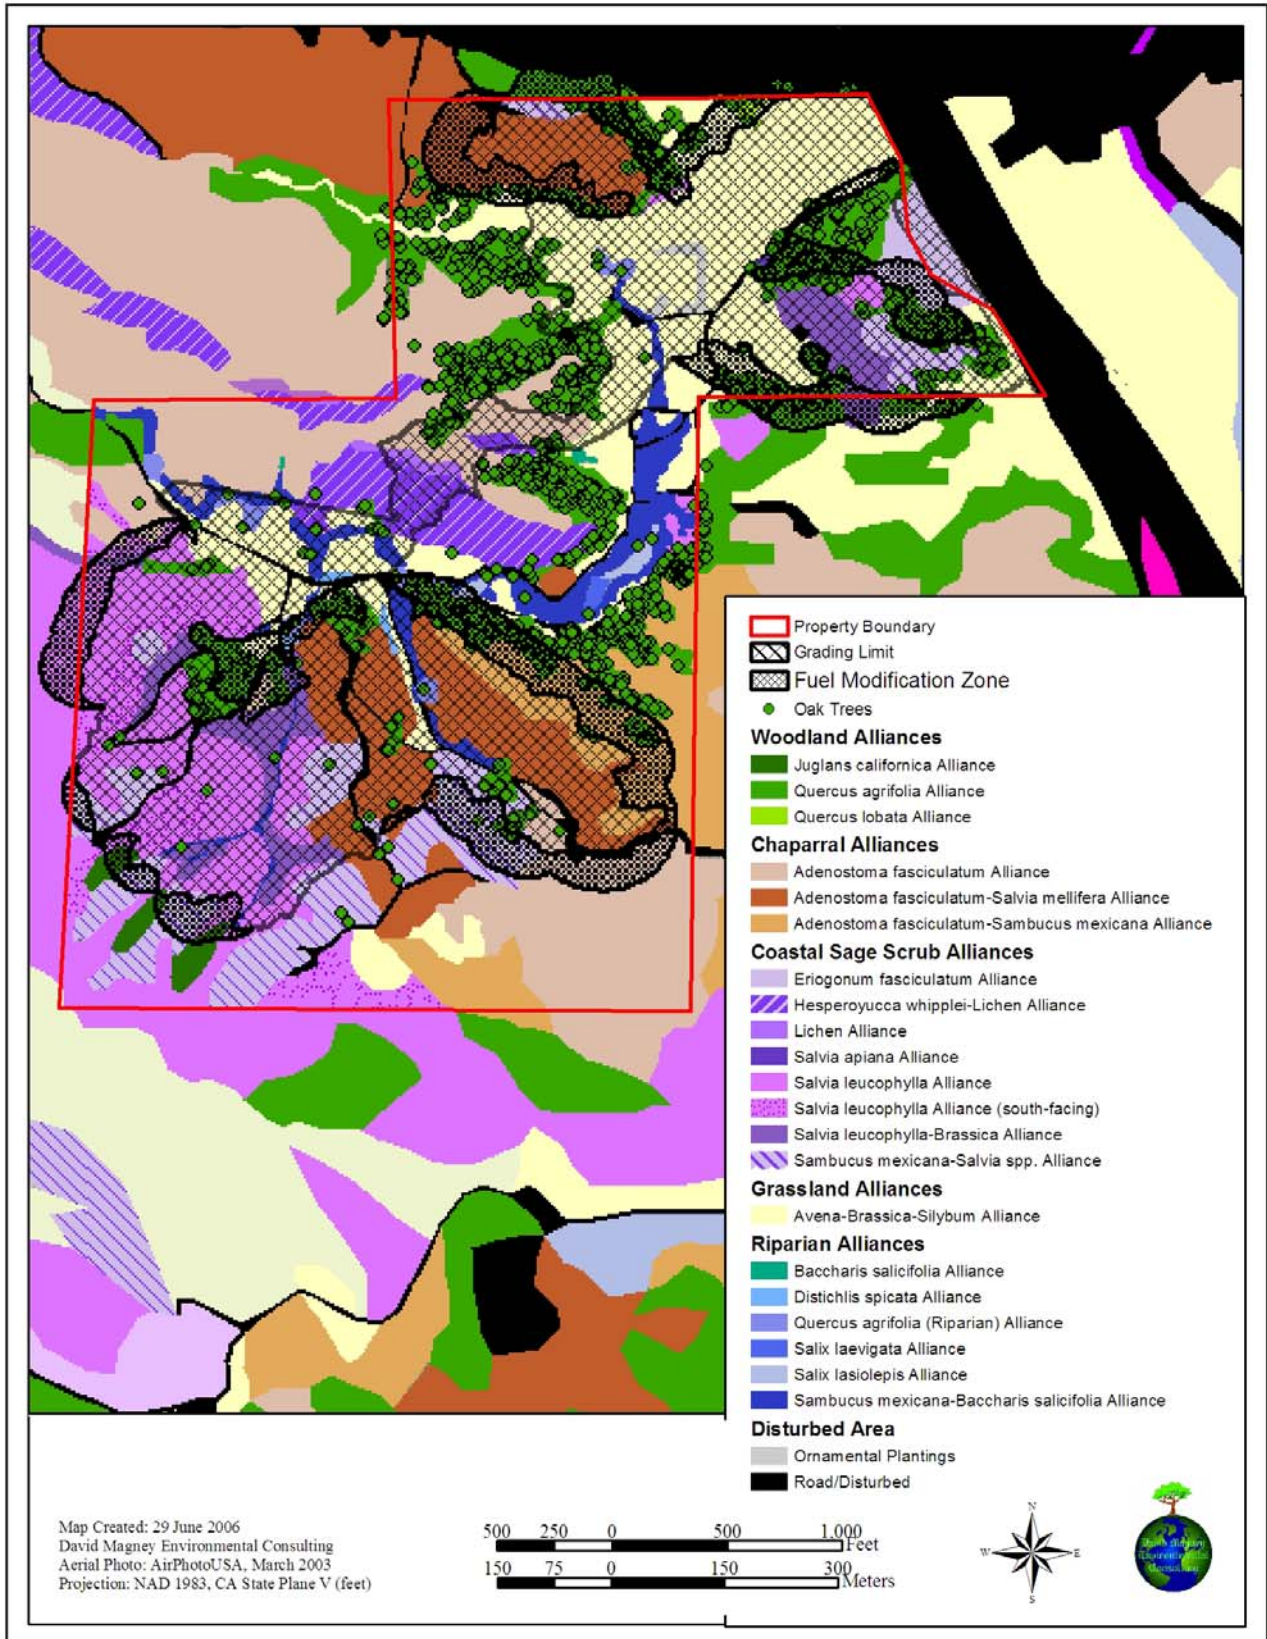 Property Boundary
Grading Limit
Fuel Modification Zone
Oak Trees
Woodland Alliances
Juglans californica Alliance
Quercus agrifolia Alliance
Quercus lobata Alliance
Chaparral Alliances
Adenostoma fasciculatum Alliance
Adenostoma fasciculatum-Salvia mellifera Alliance
Adenostoma fasciculatum-Sambucus mexicana Alliance
Coastal Sage Scrub Alliances
Eriogonum fasciculatum Alliance
Hesperoyucca whipplei-Lichen Alliance
Lichen Alliance
Salvia apiana Alliance
Salvia leucophylla Alliance
Salvia leucophylla Alliance (south-facing)
Salvia leucophylla-Brassica Alliance
Sambucus mexicana-Salvia spp. Alliance
Grassland Alliances
Avena-Brassica-Silybum Alliance
Riparian Alliances
Baccharis salicifolia Alliance
Distichlis spicata Alliance
Quercus agrifolia (Riparian) Alliance
Salix laevigata Alliance
Salix lasiolepis Alliance
Sambucus mexicana-Baccharis salicifolia Alliance
Disturbed Area
Ornamental Plantings
Road/Disturbed
Map Created: 29 June 2006
David Magney Environmental Consulting
Aerial Photo: AirPhotoUSA, March 2003
Projection: NAD 1983, CA State Plane V (feet)
500 250 0 500 1,000
Feet
150 75 0 150 300
Meters
N
W E
S
David Magney
Environmental
Consulting